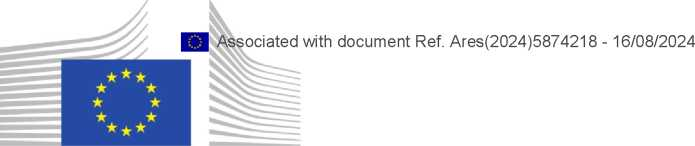 Associated with document Ref. Ares(2024)5874218 - 16/08/2024